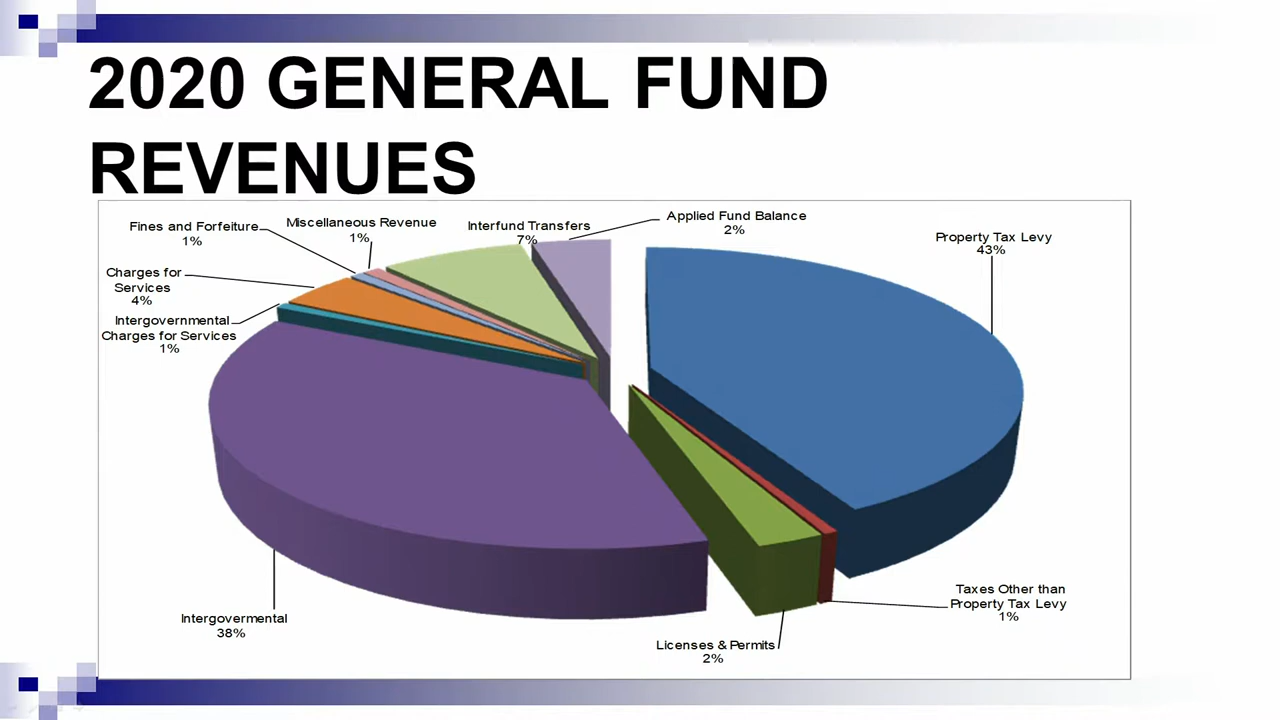 2020 GENERAL FUND
REVENUES
Fines and Forfeiture
1%
Miscellaneous Revenue
1%
Interfund Transfers
7%
Applied Fund Balance
2%
Property Tax Levy
43%
Charges for
Services
4%
Intergovernmental
Charges for Services
1%
Intergovermental
38%
Licenses & Permits
2%
Taxes Other than
Property Tax Levy
1%